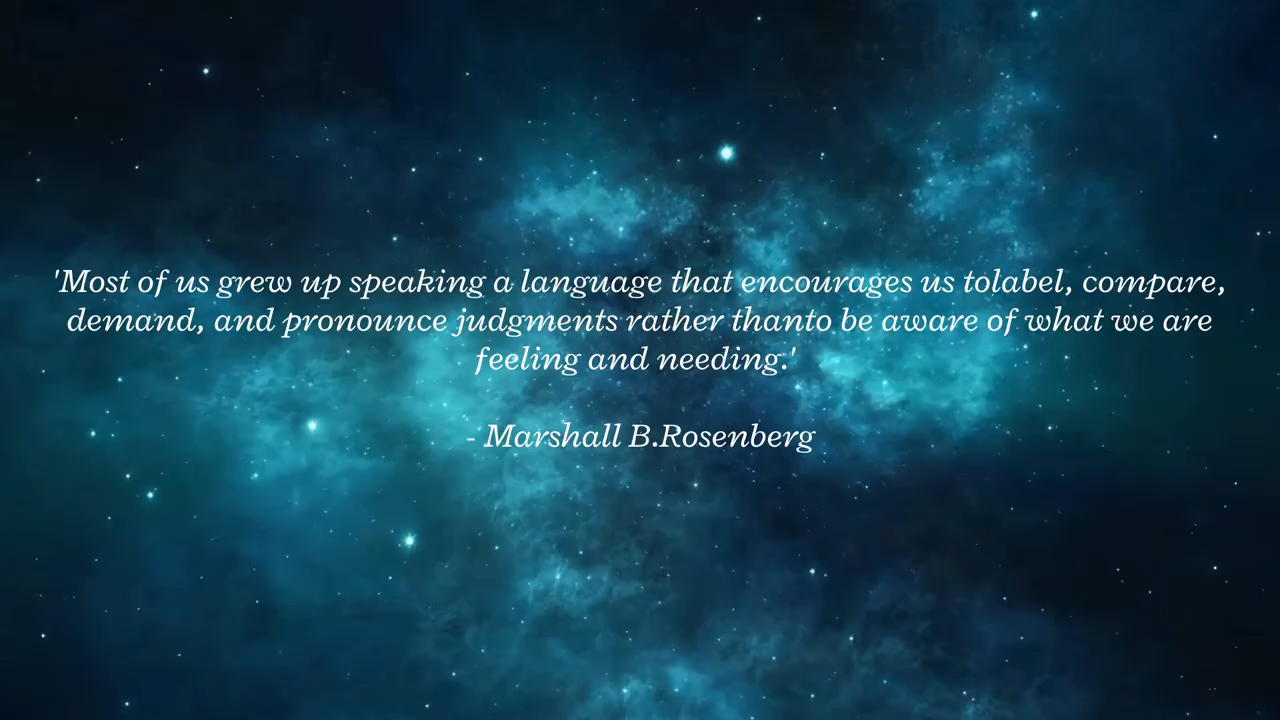 'Most of us grew up speaking a language that encourages us tolabel, compare,
demand, and pronounce judgments rather thanto be aware of what we are
feeling and needing.'
- Marshall B.Rosenberg